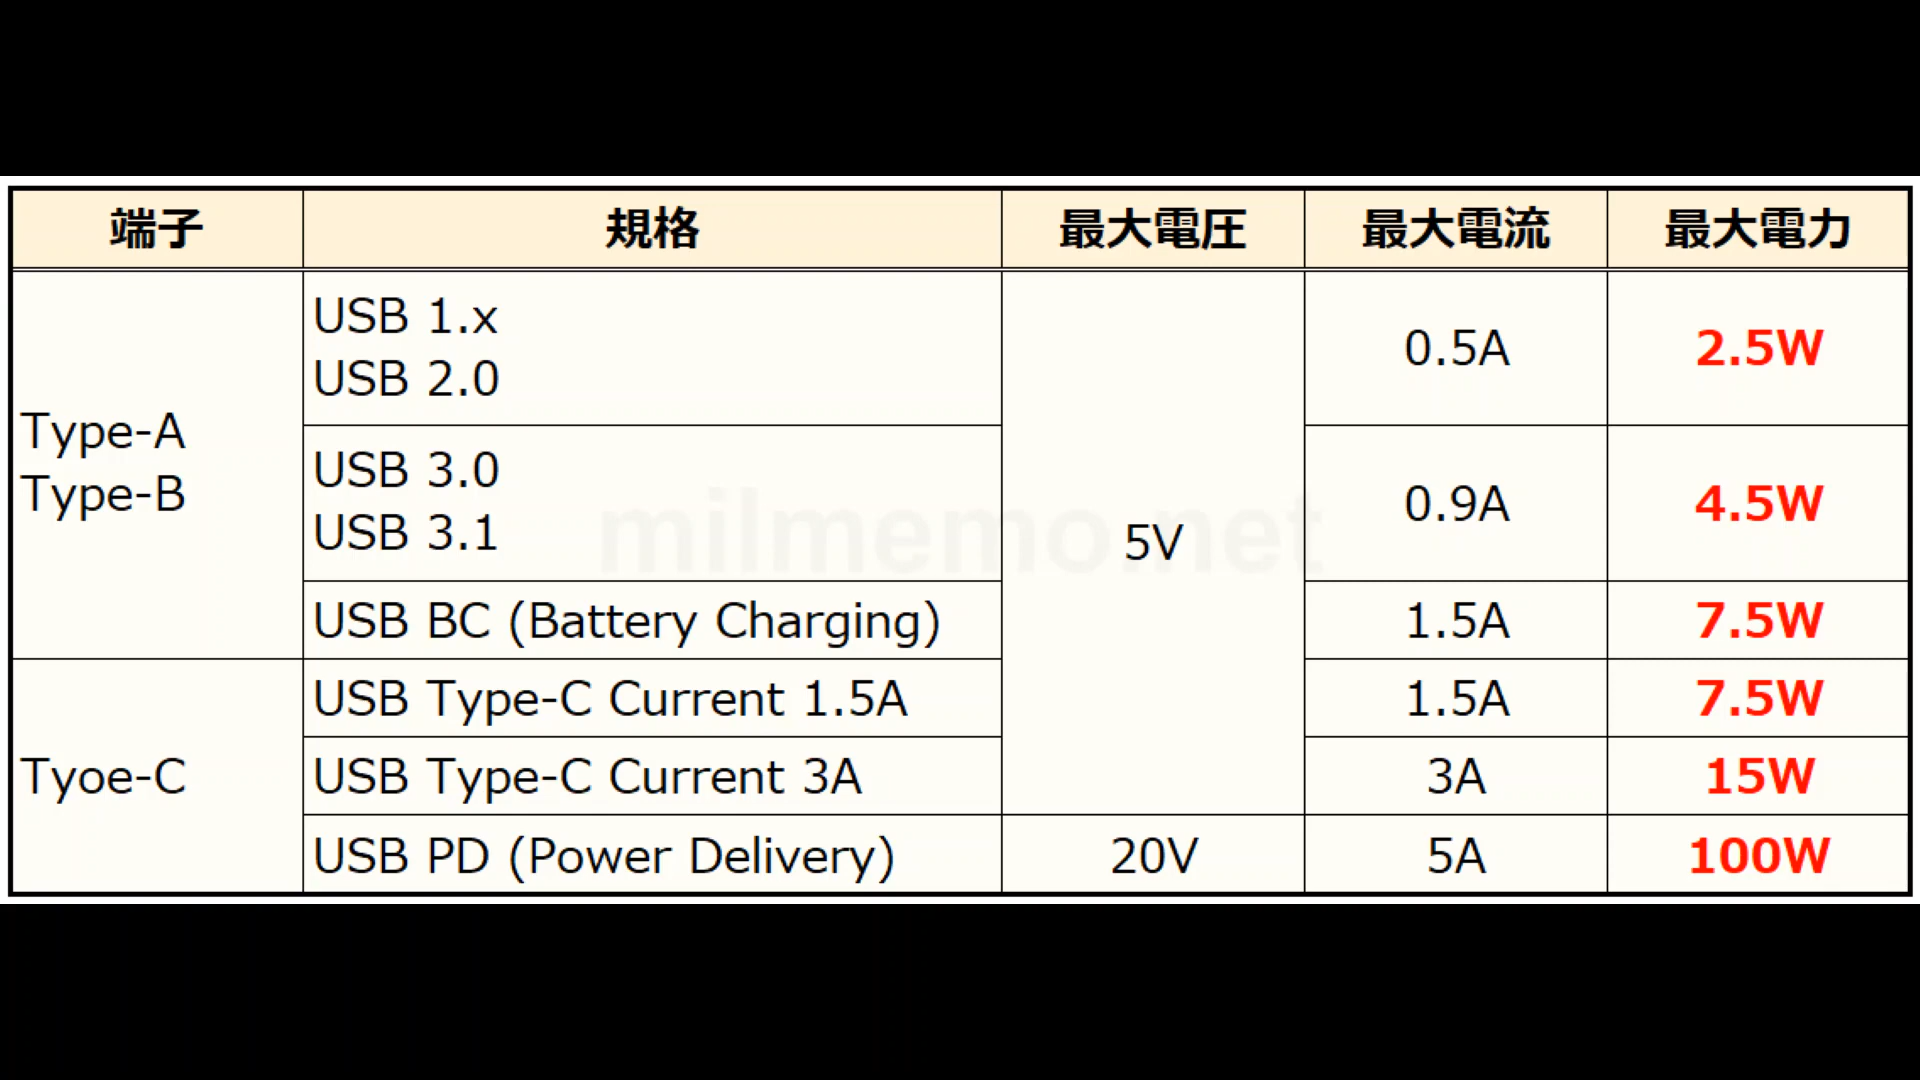 端子 規格 最大電圧 最大電流 最大電力
Type-A
Type-B
USB 1.x
USB 2.0
5V
0.5A 2.5W
USB 3.0
USB 3.1
0.9A 4.5W
USB BC (Battery Charging) 1.5A 7.5W
Tyoe-C
USB Type-C Current 1.5A 1.5A 7.5W
USB Type-C Current 3A 3A 15W
USB PD (Power Delivery) 20V 5A 100W
milmemo.net